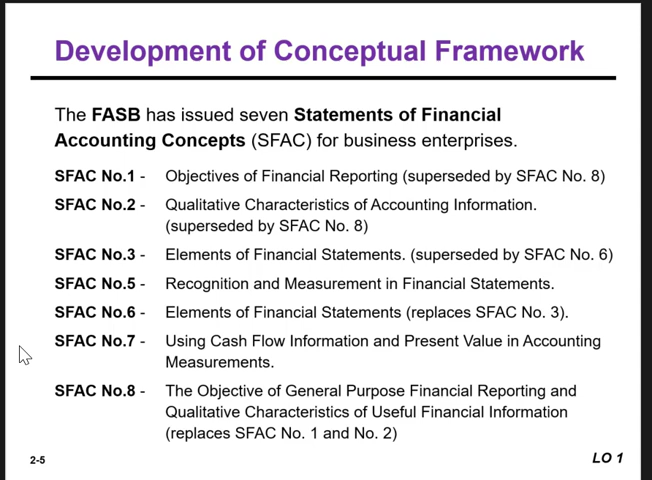 Development of Conceptual Framework
The FASB has issued seven Statements of Financial
Accounting Concepts (SFAC) for business enterprises.
SFAC No.1 - Objectives of Financial Reporting (superseded by SFAC No. 8)
SFAC No.2 - Qualitative Characteristics of Accounting Information.
(superseded by SFAC No. 8)
SFAC No.3 - Elements of Financial Statements. (superseded by SFAC No. 6)
SFAC No.5 - Recognition and Measurement in Financial Statements.
SFAC No.6 - Elements of Financial Statements (replaces SFAC No. 3).
SFAC No.7 - Using Cash Flow Information and Present Value in Accounting
Measurements.
SFAC No.8 - The Objective of General Purpose Financial Reporting and
Qualitative Characteristics of Useful Financial Information
(replaces SFAC No. 1 and No. 2)
2-5
LO 1